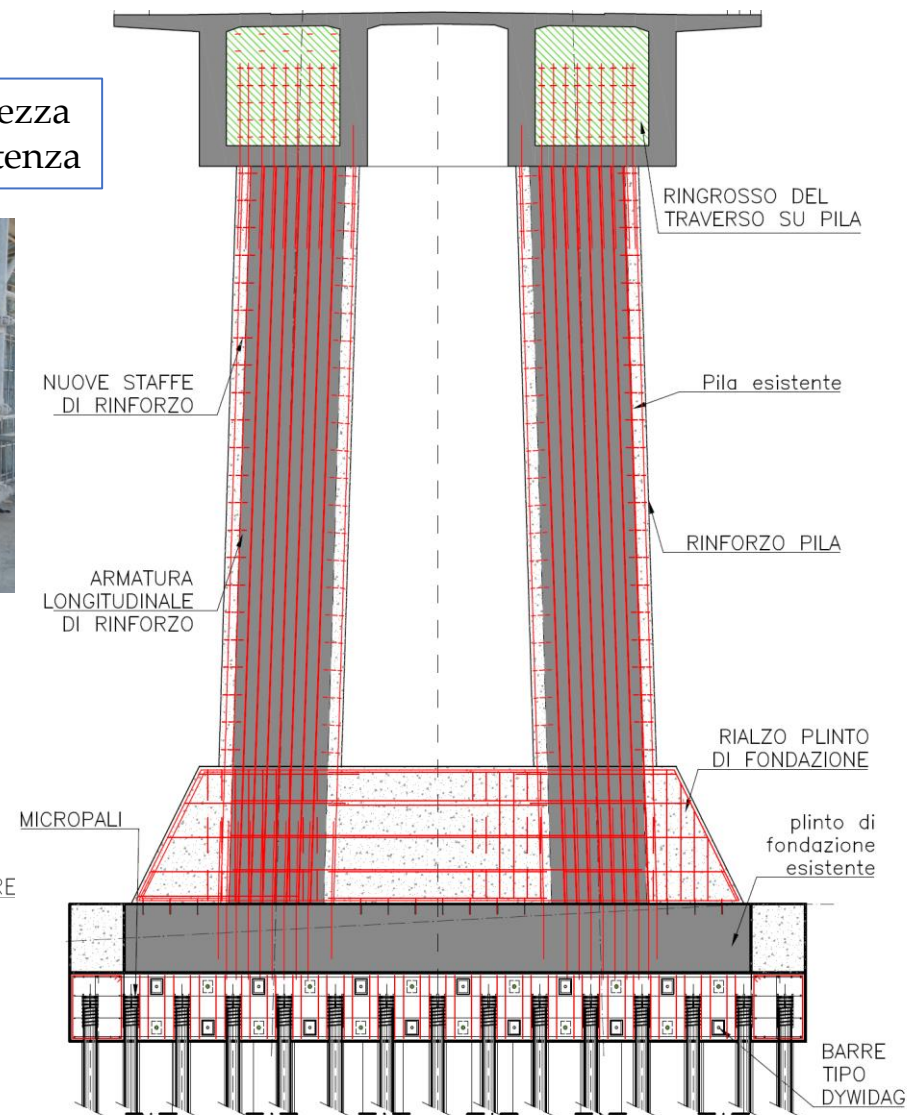 ezza
tenza
RINGROSSO DEL
TRAVERSO SU PILA
NUOVE STAFFE
DI RINFORZO
Pila esistente
RINFORZO PILA
ARMATURA
LONGITUDINALE
DI RINFORZO
RIALZO PLINTO
DI FONDAZIONE
MICROPALI
plinto di
fondazione
esistente
RE
BARRE
TIPO
DYWIDAG